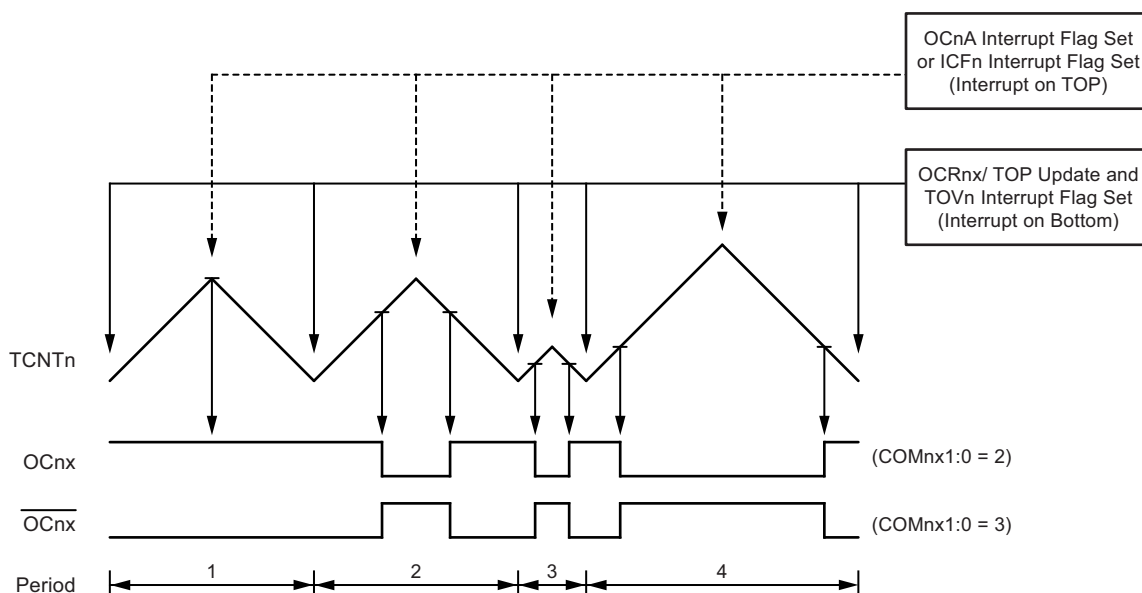 OCnA Interrupt Flag Set
or ICFn Interrupt Flag Set
(Interrupt on TOP)
OCRnx/ TOP Update and
TOVn Interrupt Flag Set
(Interrupt on Bottom)
TCNTn
OCnx
(COMnx1:0 = 2)
OCnx
(COMnx1:0 = 3)
Period
1
2
3
4